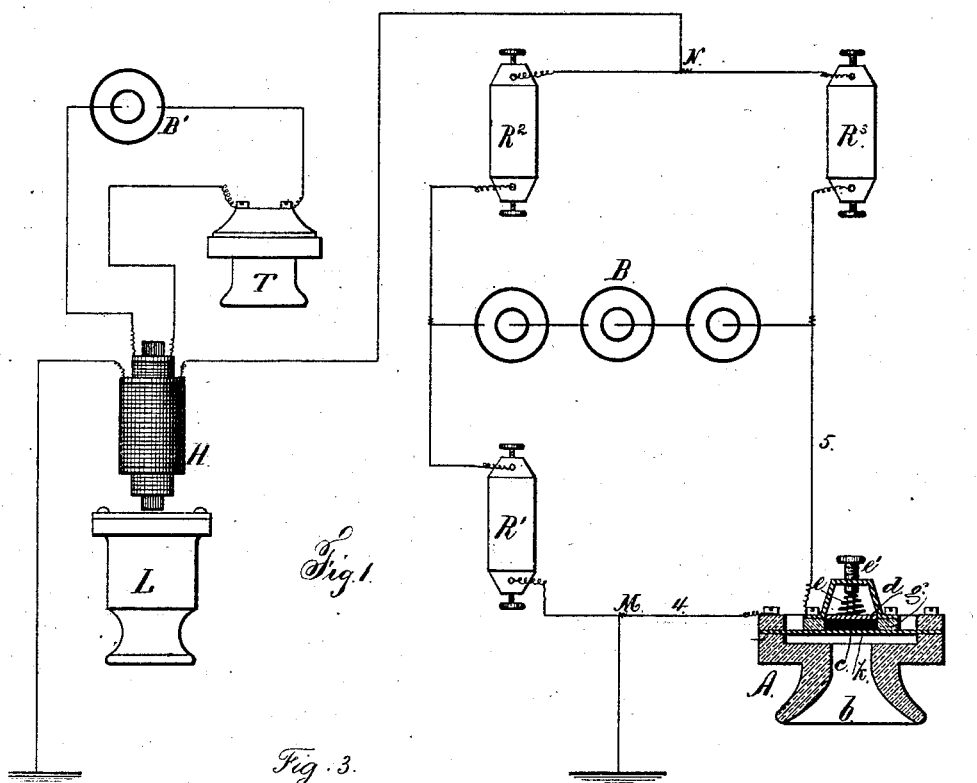 N.
B'
R²
R³
T
B.
H.
5.
R'
Fig. 1.
L
e'
e
d
g.
M.
4.
c.
k.
A.
b.
Fig. 3.